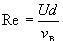 Re = Ud / ν_B